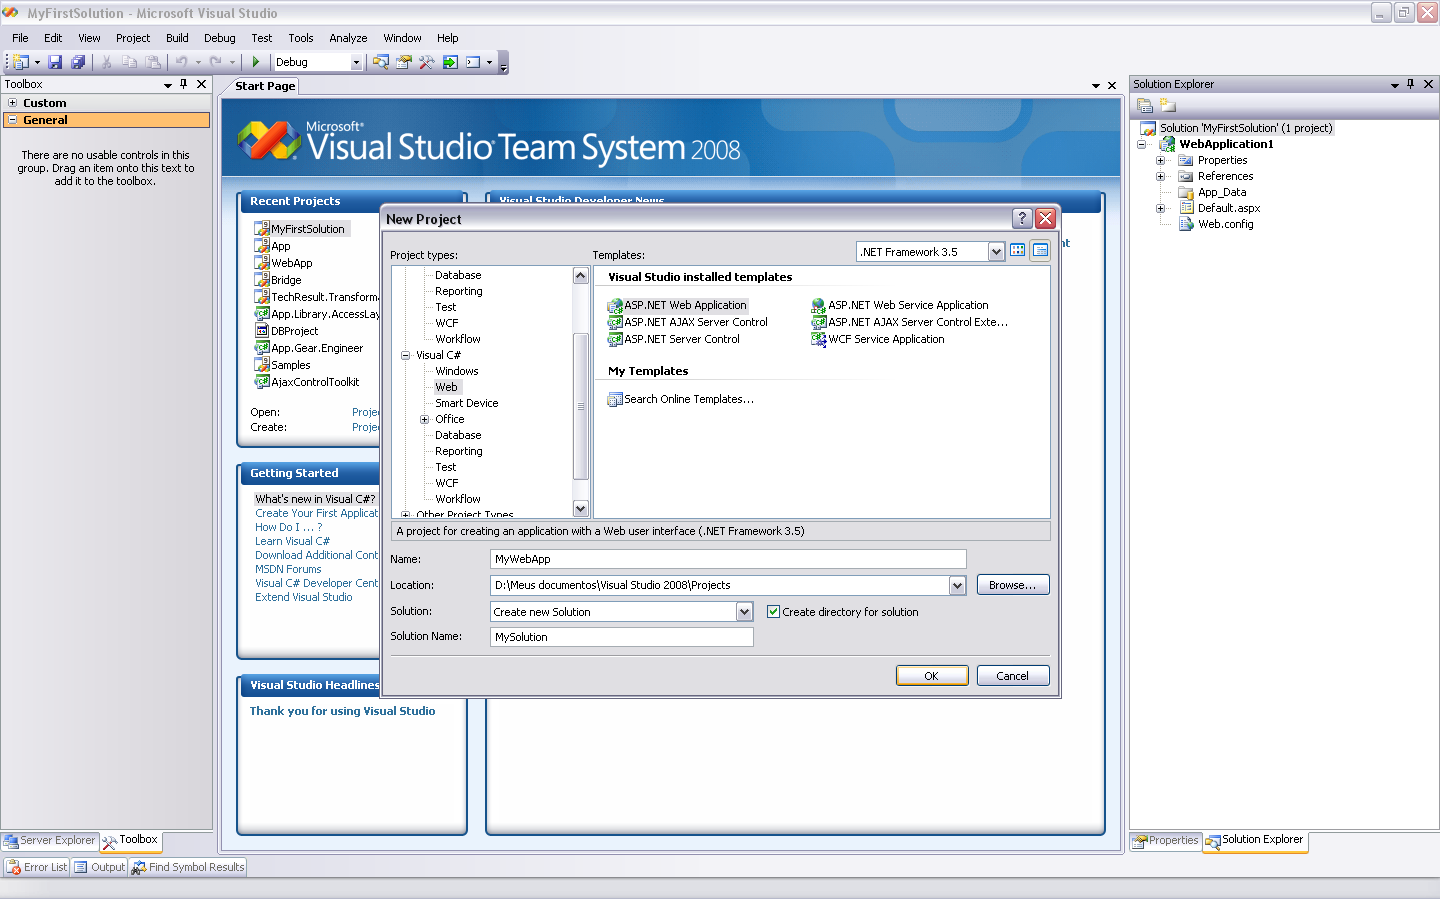 MyFirstSolution - Microsoft Visual Studio
File Edit View Project Build Debug Test Tools Analyze Window Help
Debug
Toolbox
Custom
General
There are no usable controls in this
group. Drag an item onto this text to
add it to the toolbox.
Server Explorer Toolbox
Start Page
Microsoft®
Visual Studio Team System 2008
Recent Projects
MyFirstSolution
App
WebApp
Bridge
TechResult.Transforma
App.Library.AccessLay
DBProject
App.Gear.Engineer
Samples
AjaxControlToolkit
Open: Projec
Create: Projec
Getting Started
What's new in Visual C#?
Create Your First Applicat
How Do I ... ?
Learn Visual C#
Download Additional Cont
MSDN Forums
Visual C# Developer Cent
Extend Visual Studio
Visual Studio Headlines
Thank you for using Visual Studio
Visual Studio Developer News
nt
New Project
Project types:
Database
Reporting
Test
WCF
Workflow
Visual C#
Windows
Web
Smart Device
Office
Database
Reporting
Test
WCF
Workflow
Other Project Types
Templates:
.NET Framework 3.5
Visual Studio installed templates
ASP.NET Web Application
ASP.NET Web Service Application
ASP.NET AJAX Server Control
ASP.NET AJAX Server Control Exte...
ASP.NET Server Control
WCF Service Application
My Templates
Search Online Templates...
A project for creating an application with a Web user interface (.NET Framework 3.5)
Name: MyWebApp
Location: D:\Meus documentos\Visual Studio 2008\Projects Browse...
Solution: Create new Solution Create directory for solution
Solution Name: MySolution
OK Cancel
Solution Explorer
Solution 'MyFirstSolution' (1 project)
WebApplication1
Properties
References
App_Data
Default.aspx
Web.config
Properties Solution Explorer
Error List Output Find Symbol Results